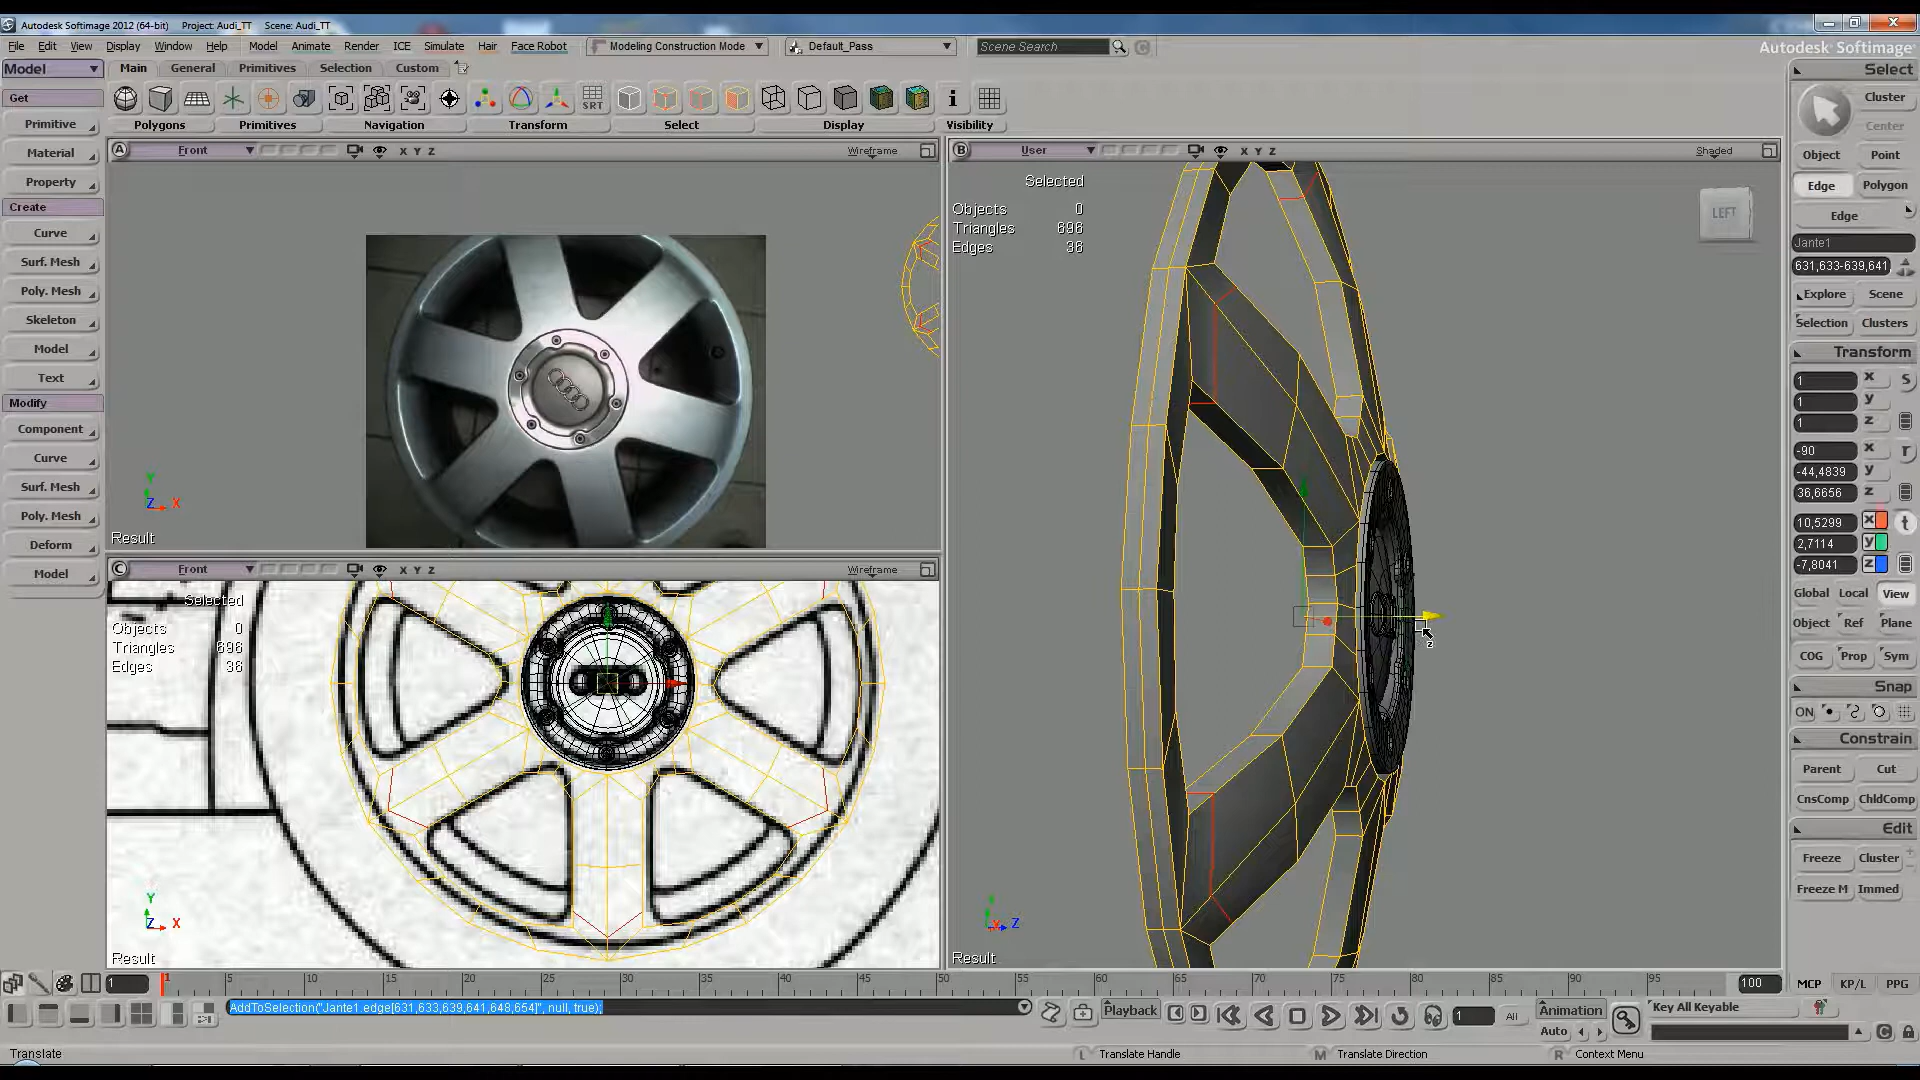 Autodesk Softimage 2012 (64-bit) Project: Audi_TT Scene: Audi_TT
File Edit View Display Window Help Model Animate Render ICE Simulate Hair Face Robot Modeling Construction Mode Default_Pass Scene Search Autodesk Softimage
Model Main General Primitives Selection Custom Select
Get
Primitive
Material
Property
Create
Curve
Surf. Mesh
Poly. Mesh
Skeleton
Model
Text
Modify
Component
Curve
Surf. Mesh
Poly. Mesh
Deform
Model
SRT
Polygons Primitives Navigation Transform Select Display Visibility
A Front X Y Z Wireframe
Y
Z X
Result
B User X Y Z Shaded
Selected
Objects 0
Triangles 696
Edges 36
LEFT
Z
Result
C Front X Y Z Wireframe
Selected
Objects 0
Triangles 696
Edges 36
Y
Z X
Result
Cluster
Center
Object Point
Edge Polygon
Edge
Jante1
631,633-639,641
Explore Scene
Selection Clusters
Transform
1 x S
1 y
1 z
-90 x r
-44,4839 y
36,6656 z
10,5299 x t
2,7114 y
-7,8041 z
Global Local View
Object Ref Plane
COG Prop Sym
Snap
ON
Constrain
Parent Cut
CnsComp ChldComp
Edit
Freeze Cluster
Freeze M Immed
1 1 5 10 15 20 25 30 35 40 45 50 55 60 65 70 75 80 85 90 95 100 MCP KP/L PPG
AddToSelection("Jante1.edge[631,633,639,641,648,654]", null, true);
Playback 1 All Animation Key All Keyable
Auto
Translate L Translate Handle M Translate Direction R Context Menu